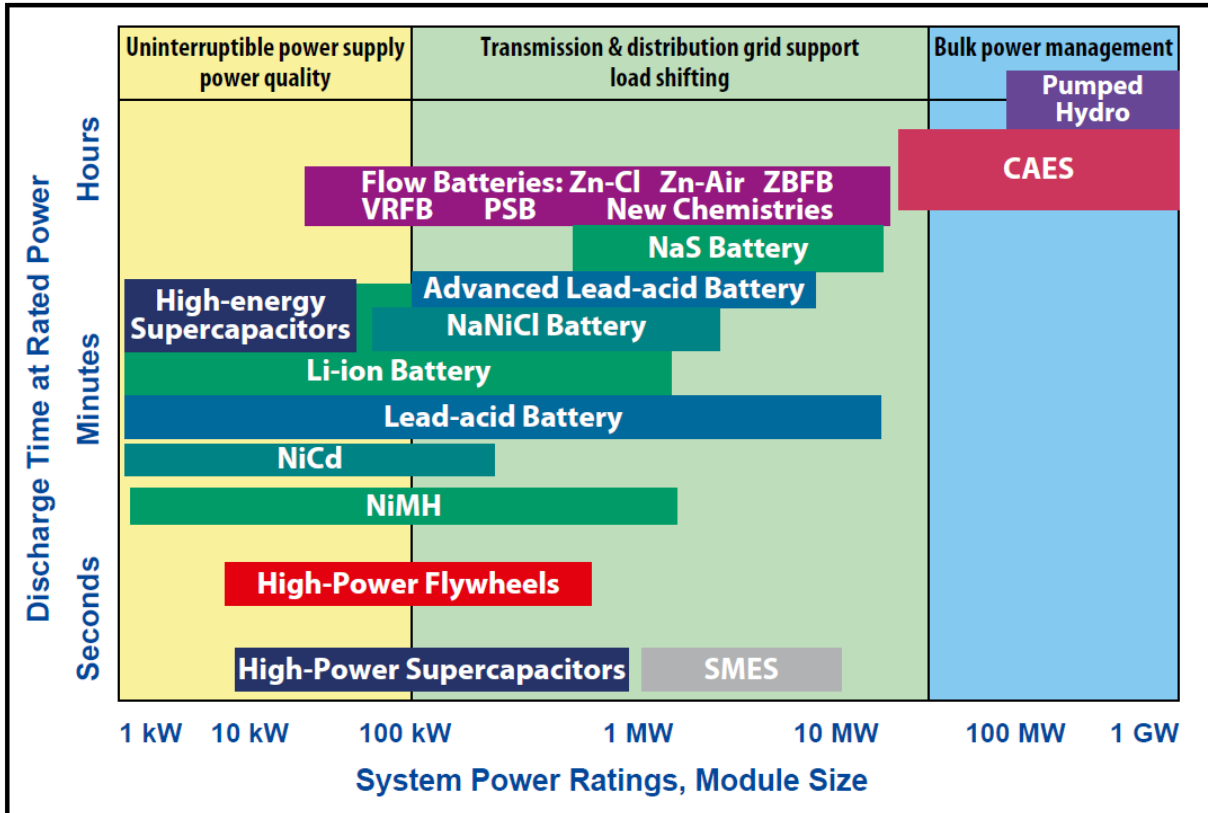 Uninterruptible power supply
power quality
Transmission & distribution grid support
load shifting
Bulk power management
Pumped
Hydro
CAES
Flow Batteries: Zn-Cl Zn-Air ZBFB
VRFB PSB New Chemistries
NaS Battery
Advanced Lead-acid Battery
High-energy
Supercapacitors
NaNiCl Battery
Li-ion Battery
Lead-acid Battery
NiCd
NiMH
High-Power Flywheels
High-Power Supercapacitors
SMES
Discharge Time at Rated Power
Hours
Minutes
Seconds
1 kW 10 kW 100 kW 1 MW 10 MW 100 MW 1 GW
System Power Ratings, Module Size